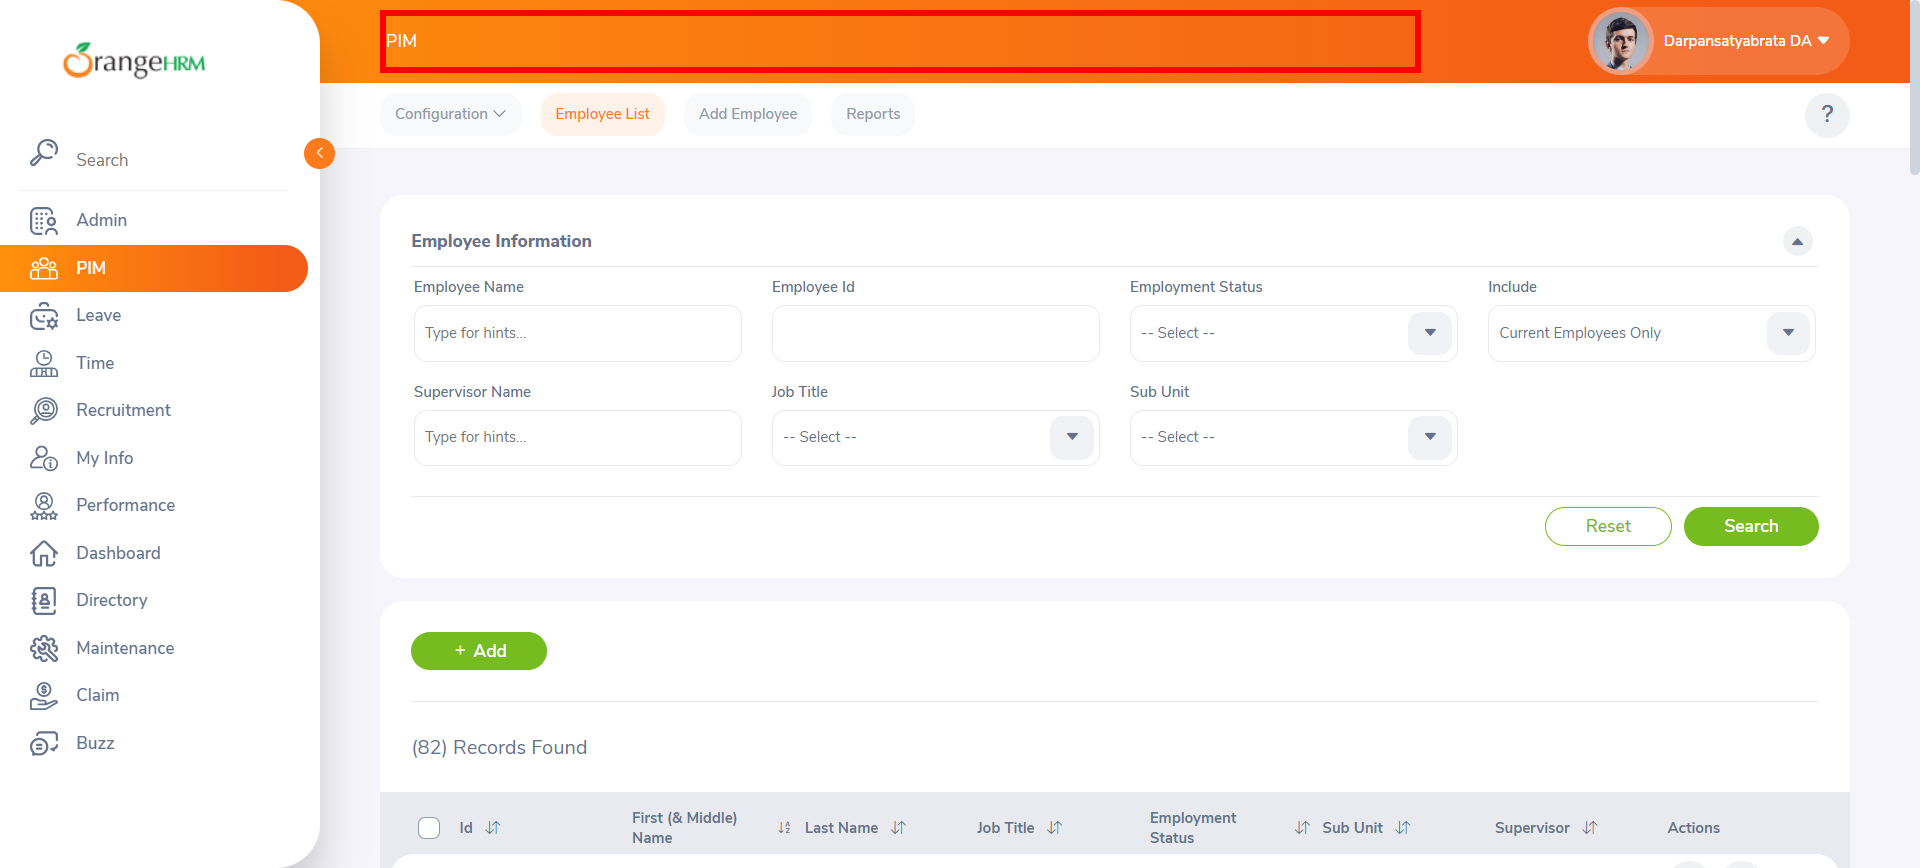 OrangeHRM
Search
Admin
PIM
Leave
Time
Recruitment
My Info
Performance
Dashboard
Directory
Maintenance
Claim
Buzz
PIM
Darpansatyabrata DA
Configuration
Employee List
Add Employee
Reports
?
Employee Information
Employee Name
Employee Id
Employment Status
Include
Type for hints...
-- Select --
Current Employees Only
Supervisor Name
Job Title
Sub Unit
Type for hints...
-- Select --
-- Select --
Reset
Search
+ Add
(82) Records Found
Id
First (& Middle)
Name
Last Name
Job Title
Employment
Status
Sub Unit
Supervisor
Actions